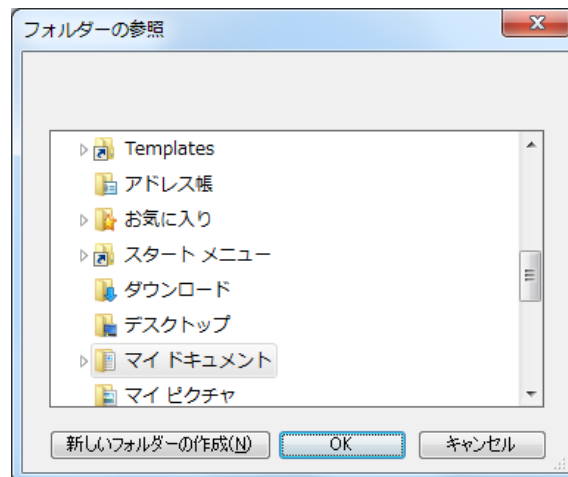 フォルダーの参照
Templates
アドレス帳
お気に入り
スタート メニュー
ダウンロード
デスクトップ
マイ ドキュメント
マイ ピクチャ
新しいフォルダーの作成(N) OK キャンセル